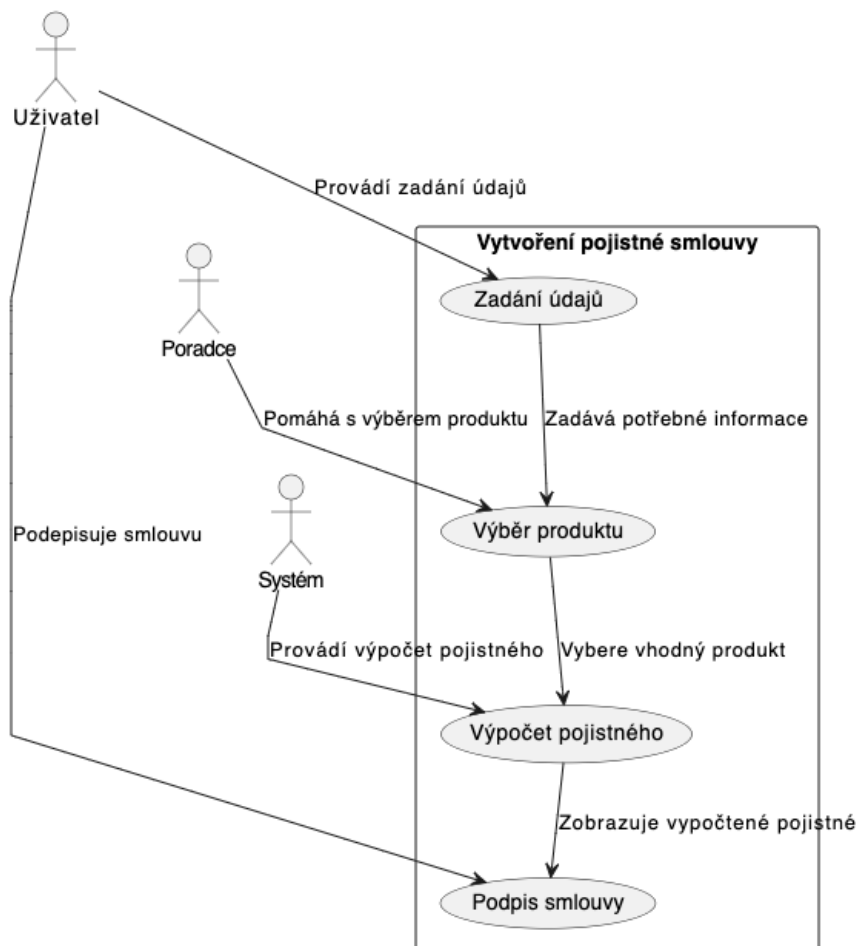 Uživatel
Provádí zadání údajů
Vytvoření pojistné smlouvy
Zadání údajů
Poradce
Pomáhá s výběrem produktu
Zadává potřebné informace
Podepisuje smlouvu
Výběr produktu
Systém
Provádí výpočet pojistného
Vybere vhodný produkt
Výpočet pojistného
Zobrazuje vypočtené pojistné
Podpis smlouvy